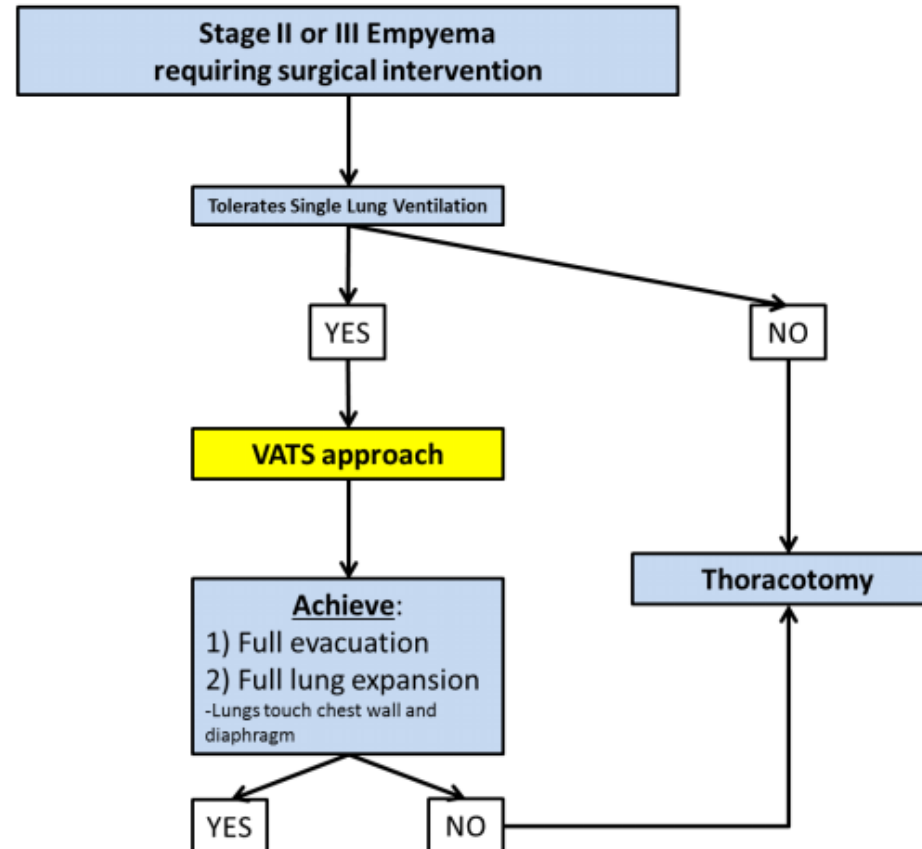 Stage II or III Empyema
requiring surgical intervention
Tolerates Single Lung Ventilation
YES
NO
VATS approach
Thoracotomy
Achieve:
1) Full evacuation
2) Full lung expansion
-Lungs touch chest wall and
diaphragm
YES
NO